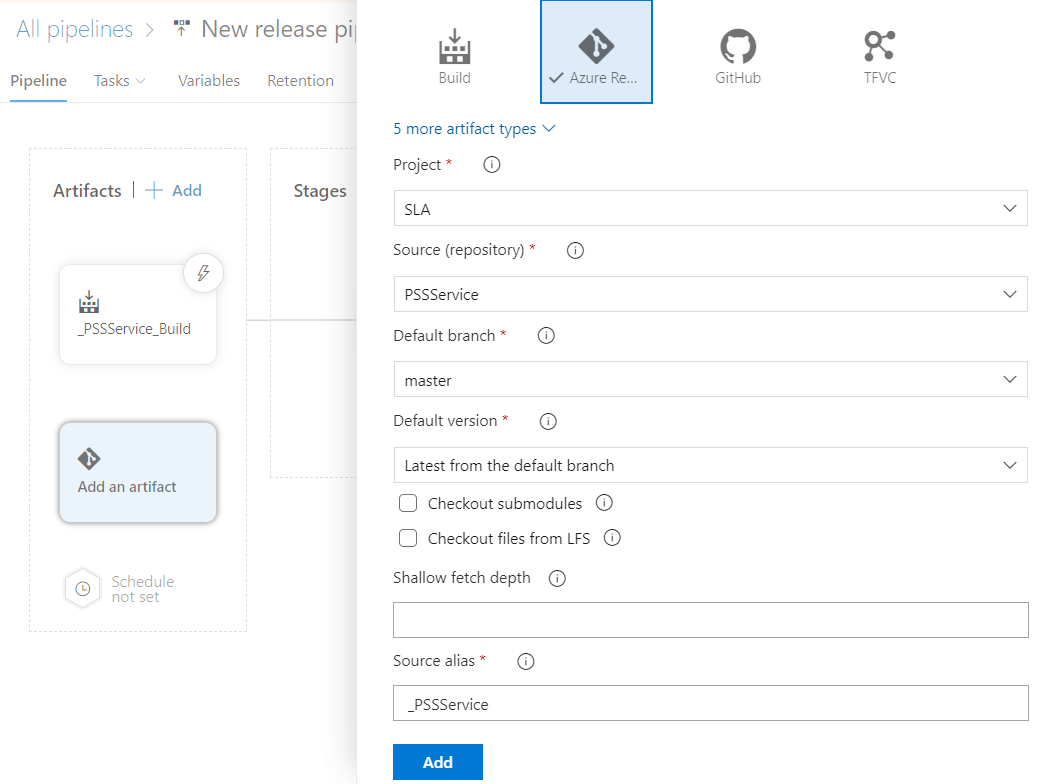 All pipelines > New release pi
Pipeline Tasks Variables Retention
Artifacts | + Add
Stages
_PSSService_Build
Add an artifact
Schedule
not set
Build
Azure Re...
GitHub
TFVC
5 more artifact types
Project *
SLA
Source (repository) *
PSSService
Default branch *
master
Default version *
Latest from the default branch
Checkout submodules
Checkout files from LFS
Shallow fetch depth
Source alias *
_PSSService
Add